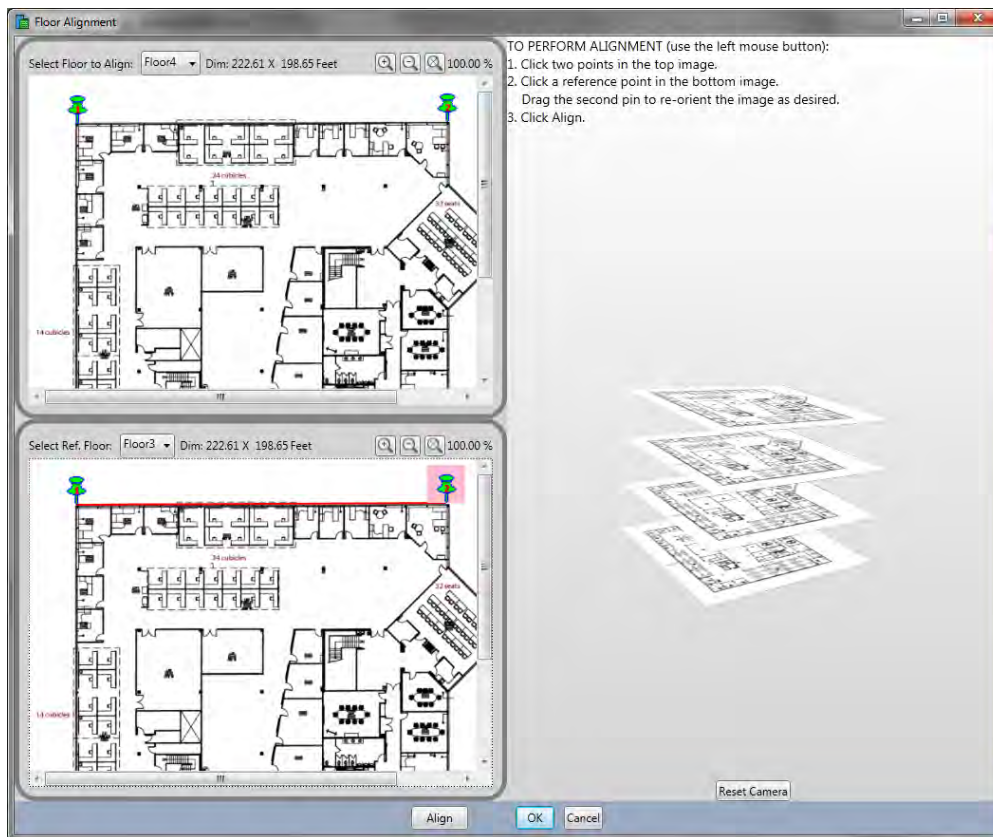 Floor Alignment
Select Floor to Align: Floor4 Dim: 222.61 X 198.65 Feet 100.00 %
34 cubicles
32 seats
14 cubicles
Select Ref. Floor: Floor3 Dim: 222.61 X 198.65 Feet 100.00 %
34 cubicles
32 seats
14 cubicles
TO PERFORM ALIGNMENT (use the left mouse button):
1. Click two points in the top image.
2. Click a reference point in the bottom image.
Drag the second pin to re-orient the image as desired.
3. Click Align.
Reset Camera
Align OK Cancel